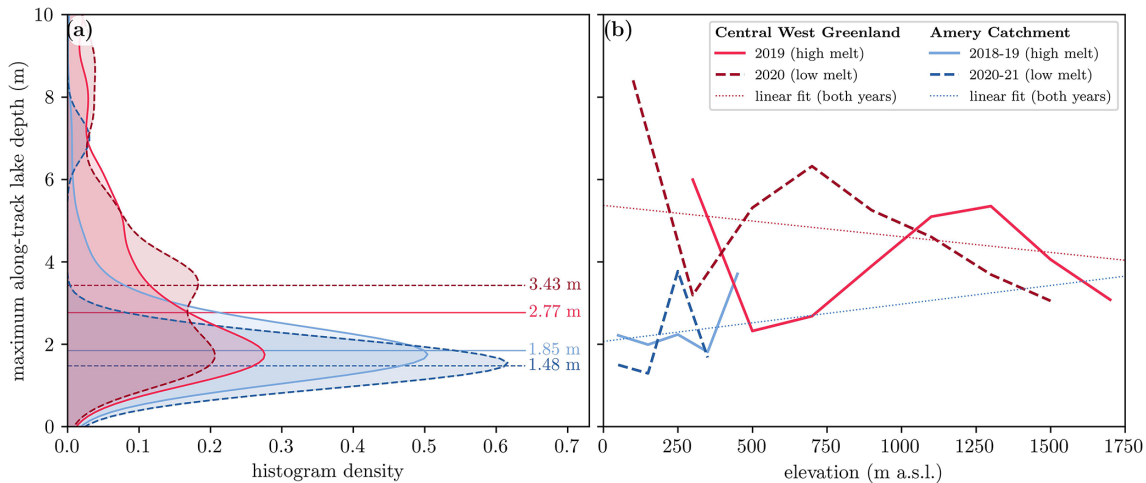 (a)
10
8
6
4
2
0
maximum along-track lake depth (m)
3.43 m
2.77 m
1.85 m
1.48 m
0.0 0.1 0.2 0.3 0.4 0.5 0.6 0.7
histogram density
(b)
Central West Greenland
2019 (high melt)
2020 (low melt)
linear fit (both years)
Amery Catchment
2018-19 (high melt)
2020-21 (low melt)
linear fit (both years)
0 250 500 750 1000 1250 1500 1750
elevation (m a.s.l.)